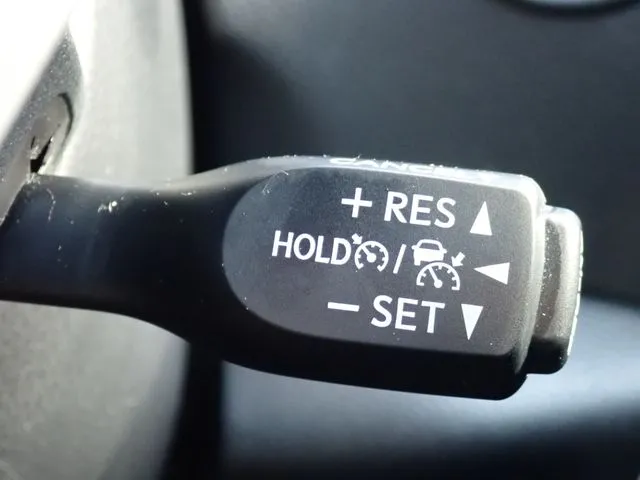 + RES ▲
HOLD / ◀
− SET ▼